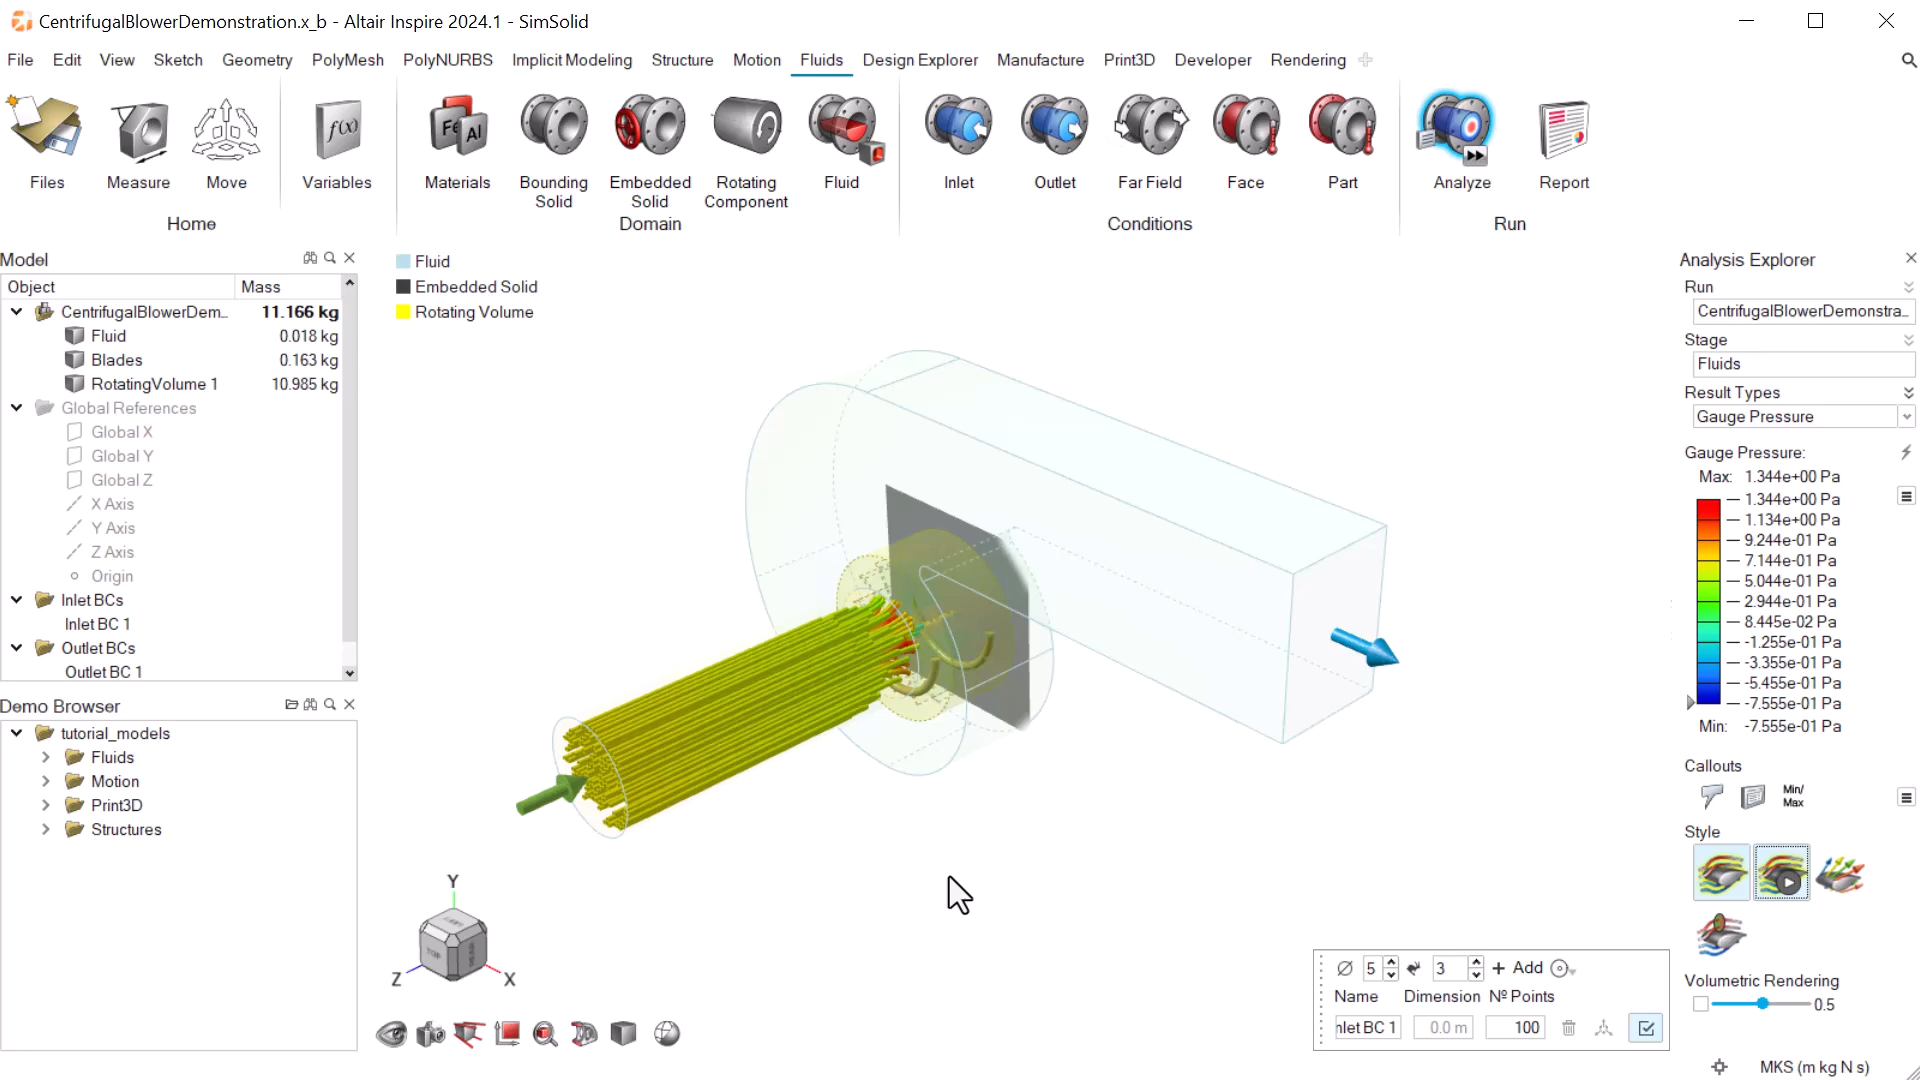 CentrifugalBlowerDemonstration.x_b - Altair Inspire 2024.1 - SimSolid
File Edit View Sketch Geometry PolyMesh PolyNURBS Implicit Modeling Structure Motion Fluids Design Explorer Manufacture Print3D Developer Rendering
f(x)
Fe Al
Files Measure Move Variables Materials Bounding Solid Embedded Solid Rotating Component Fluid Inlet Outlet Far Field Face Part Analyze Report
Home Domain Conditions Run
Model
Object Mass
CentrifugalBlowerDem... 11.166 kg
Fluid 0.018 kg
Blades 0.163 kg
RotatingVolume 1 10.985 kg
Global References
Global X
Global Y
Global Z
X Axis
Y Axis
Z Axis
Origin
Inlet BCs
Inlet BC 1
Outlet BCs
Outlet BC 1
Demo Browser
tutorial_models
Fluids
Motion
Print3D
Structures
Fluid
Embedded Solid
Rotating Volume
Y
Z
X
5 3 Add
Name Dimension Nº Points
nlet BC 1 0.0 m 100
Analysis Explorer
Run
CentrifugalBlowerDemonstra...
Stage
Fluids
Result Types
Gauge Pressure
Gauge Pressure:
Max: 1.344e+00 Pa
1.344e+00 Pa
1.134e+00 Pa
9.244e-01 Pa
7.144e-01 Pa
5.044e-01 Pa
2.944e-01 Pa
8.445e-02 Pa
-1.255e-01 Pa
-3.355e-01 Pa
-5.455e-01 Pa
-7.555e-01 Pa
Min: -7.555e-01 Pa
Callouts
Min/
Max
Style
Volumetric Rendering
0.5
MKS (m kg N s)